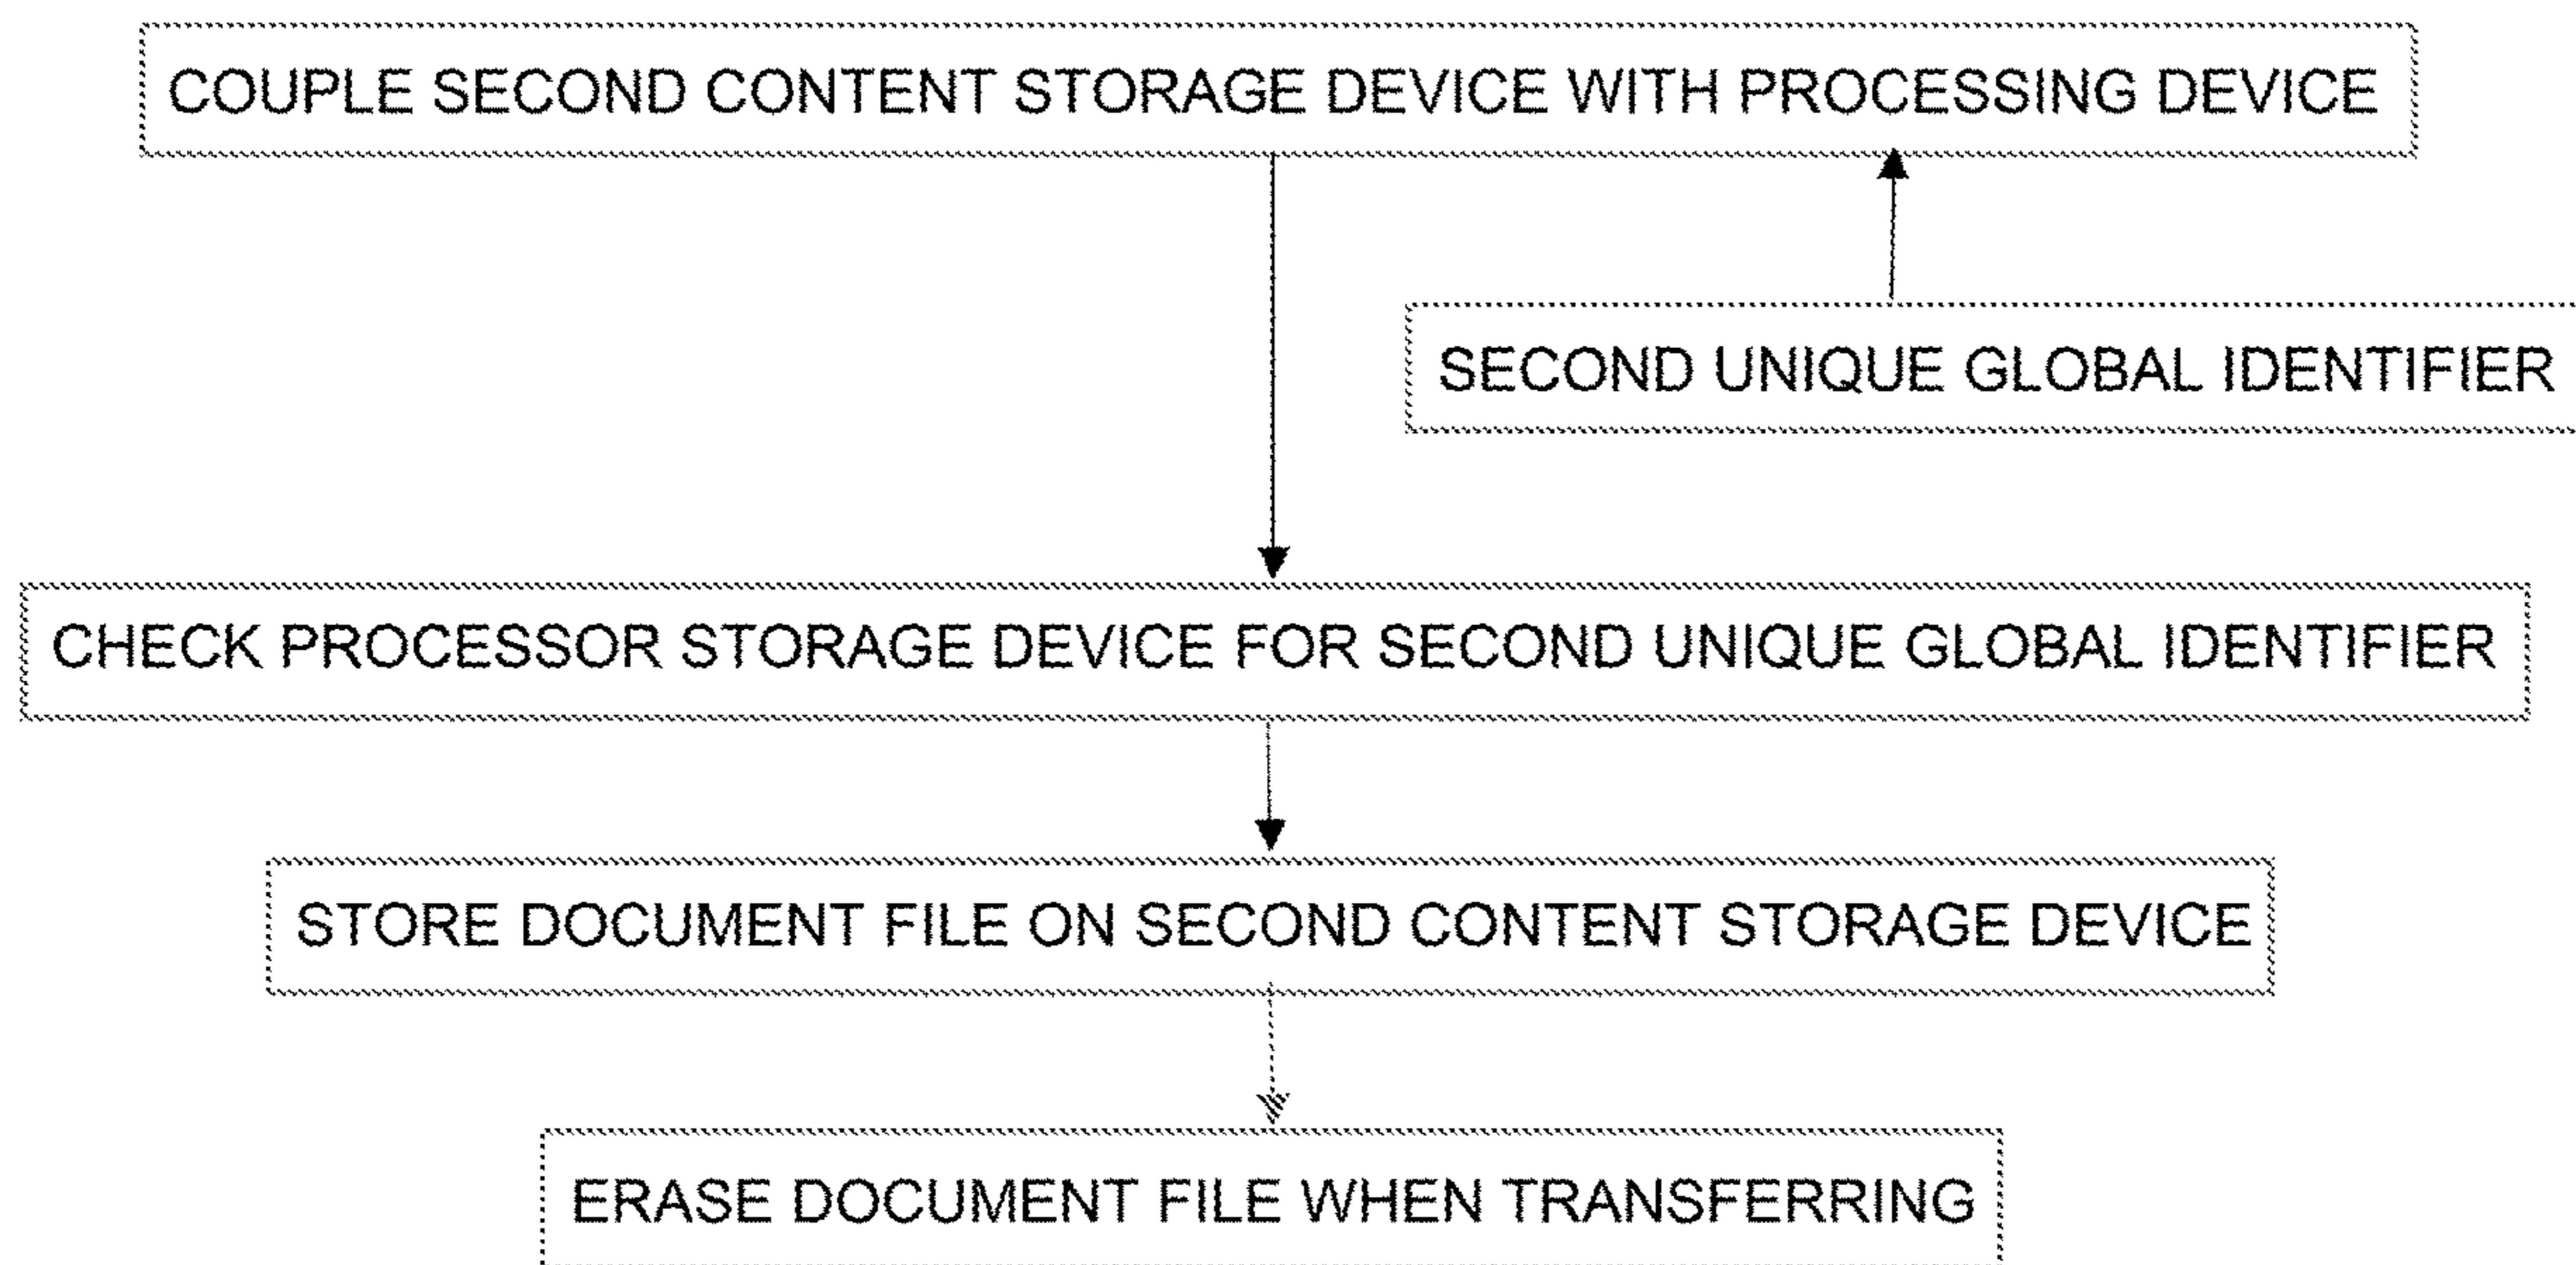 COUPLE SECOND CONTENT STORAGE DEVICE WITH PROCESSING DEVICE
SECOND UNIQUE GLOBAL IDENTIFIER
CHECK PROCESSOR STORAGE DEVICE FOR SECOND UNIQUE GLOBAL IDENTIFIER
STORE DOCUMENT FILE ON SECOND CONTENT STORAGE DEVICE
ERASE DOCUMENT FILE WHEN TRANSFERRING